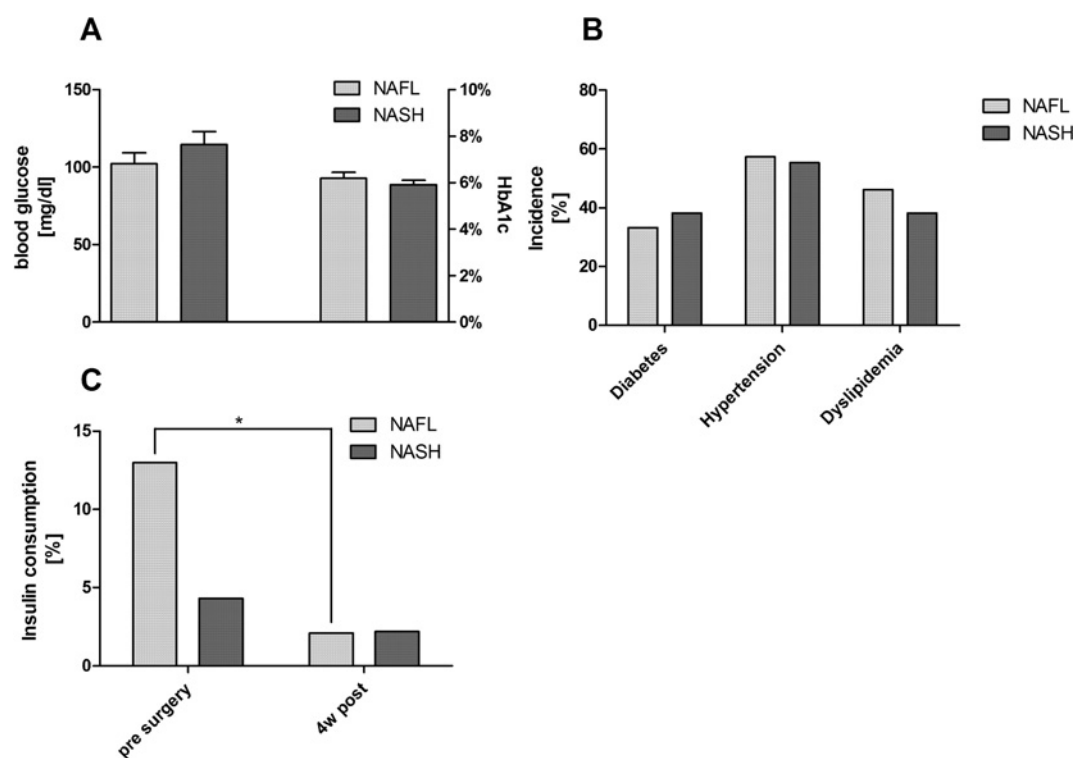 A
NAFL
NASH
150
100
50
0
blood glucose
[mg/dl]
10%
8%
6%
4%
2%
0%
HbA1c
B
NAFL
NASH
80
60
40
20
0
Incidence
[%]
Diabetes
Hypertension
Dyslipidemia
C
NAFL
NASH
*
15
10
5
0
Insulin consumption
[%]
pre surgery
4w post